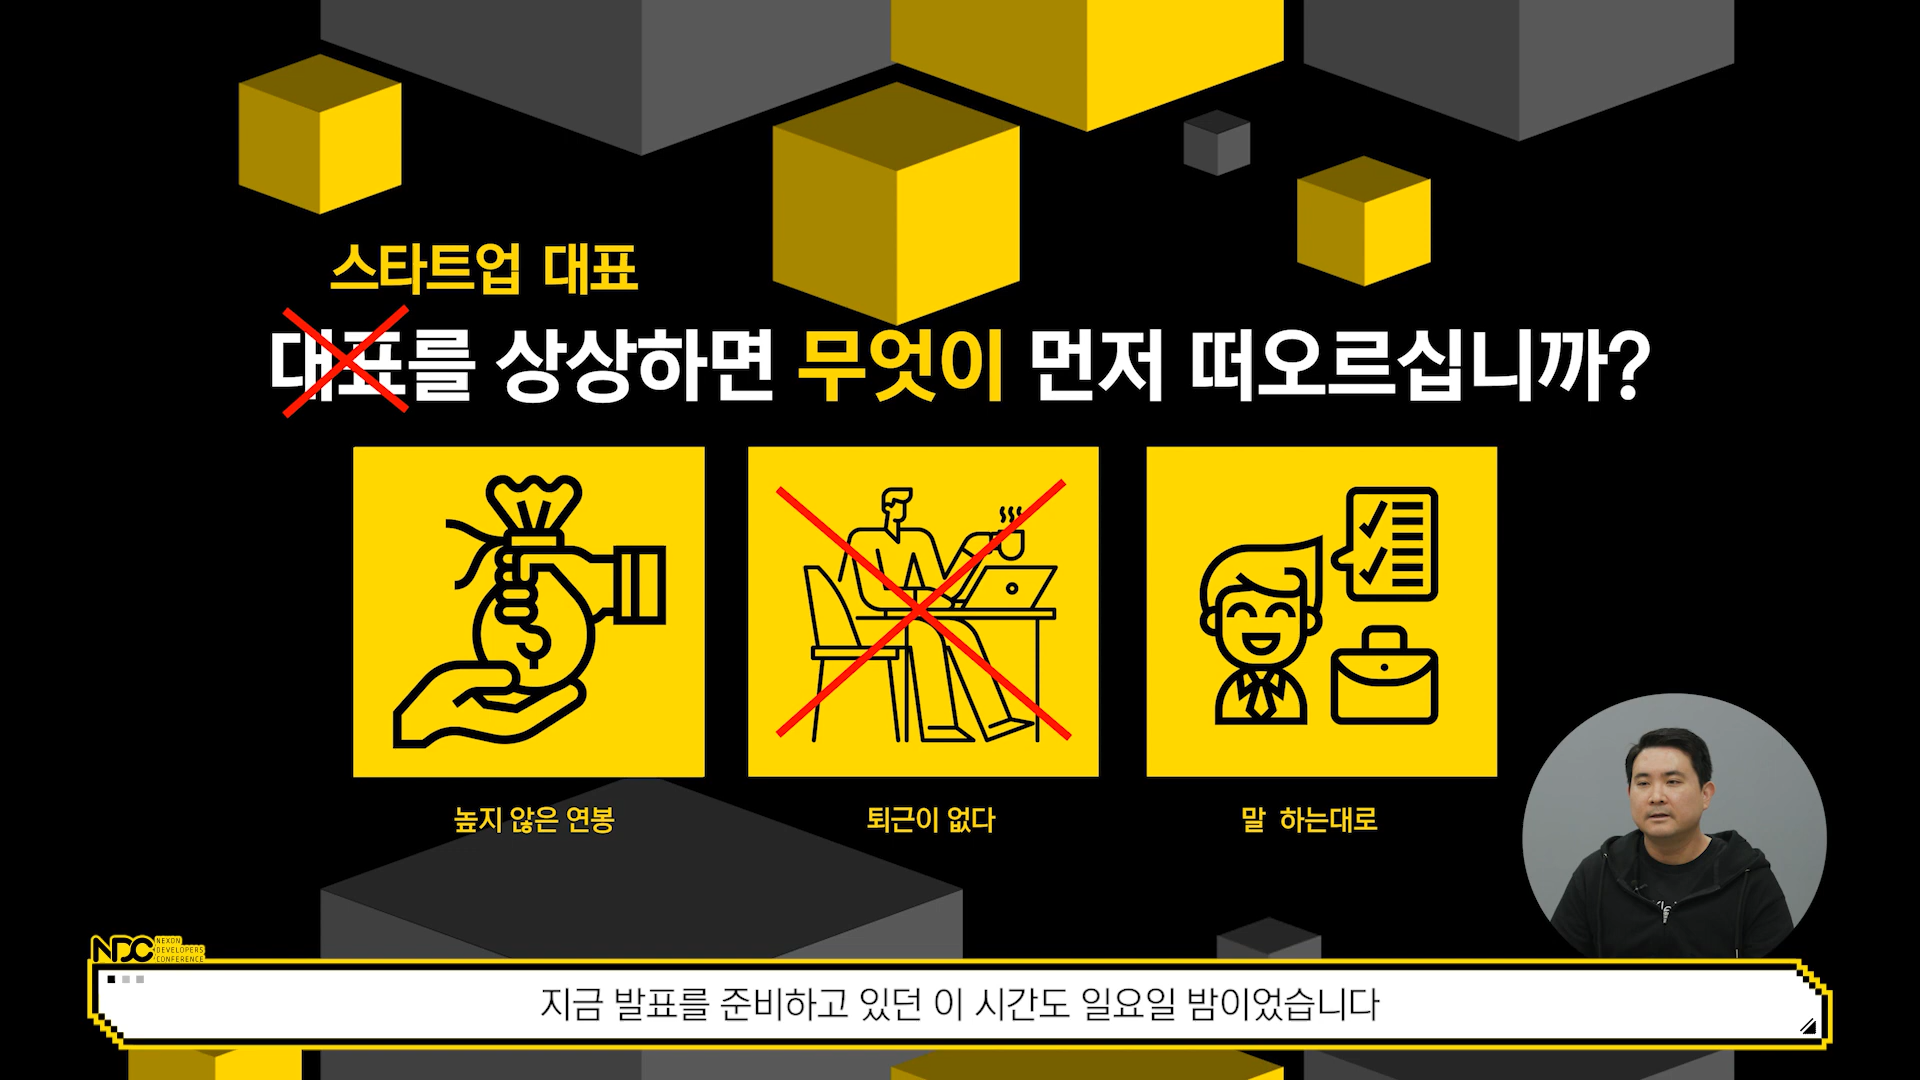 스타트업 대표
대표를 상상하면 무엇이 먼저 떠오르십니까?
높지 않은 연봉
퇴근이 없다
말 하는대로
NDC NEXON DEVELOPERS CONFERENCE
지금 발표를 준비하고 있던 이 시간도 일요일 밤이었습니다